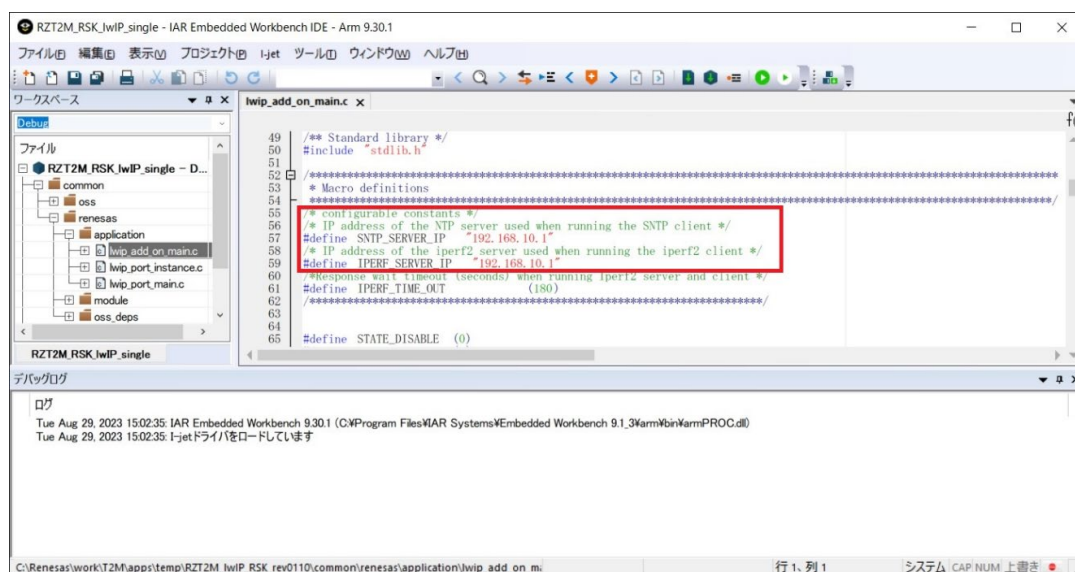 RZT2M_RSK_lwIP_single - IAR Embedded Workbench IDE - Arm 9.30.1
ファイル(F) 編集(E) 表示(V) プロジェクト(P) I-jet ツール(T) ウィンドウ(W) ヘルプ(H)
ワークスペース
lwip_add_on_main.c
Debug
ファイル
RZT2M_RSK_lwIP_single - D...
common
oss
renesas
application
lwip_add_on_main.c
lwip_port_instance.c
lwip_port_main.c
module
oss_deps
RZT2M_RSK_lwIP_single
49 /** Standard library */
50 #include "stdlib.h"
51
52 /***********************************************************************************************************************
53 * Macro definitions
54 **********************************************************************************************************************/
55 /* configurable constants */
56 /* IP address of the NTP server used when running the SNTP client */
57 #define SNTP_SERVER_IP "192.168.10.1"
58 /* IP address of the iperf2 server used when running the iperf2 client */
59 #define IPERF_SERVER_IP "192.168.10.1"
60 /*Response wait timeout (seconds) when running Iperf2 server and client */
61 #define IPERF_TIME_OUT (180)
62 /***********************************************************************/
63
64
65 #define STATE_DISABLE (0)
デバッグログ
ログ
Tue Aug 29, 2023 15:02:35: IAR Embedded Workbench 9.30.1 (C:¥Program Files¥IAR Systems¥Embedded Workbench 9.1_3¥arm¥bin¥armPROC.dll)
Tue Aug 29, 2023 15:02:35: I-jetドライバをロードしています
C:\Renesas\work\T2M\apps\temp\RZT2M_lwIP_RSK_rev0110\common\renesas\application\lwip_add_on_m
行 1、列 1
システム
CAP NUM 上書き